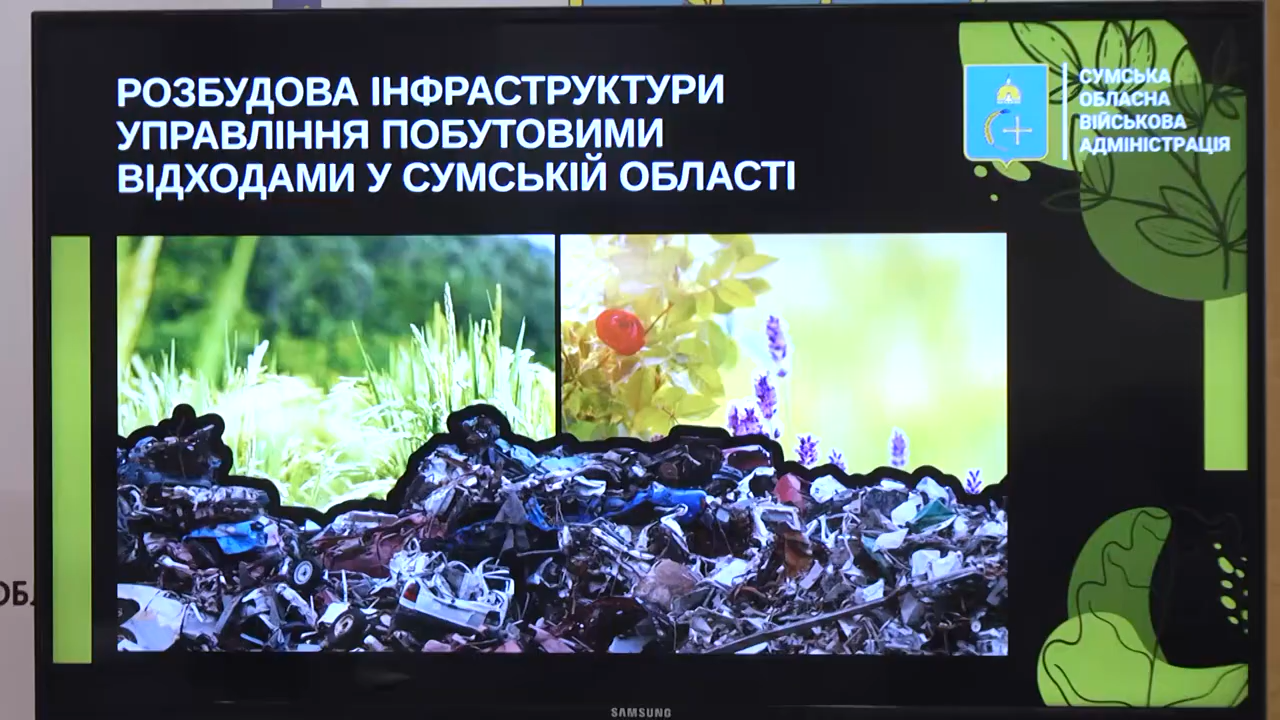 РОЗБУДОВА ІНФРАСТРУКТУРИ
УПРАВЛІННЯ ПОБУТОВИМИ
ВІДХОДАМИ У СУМСЬКІЙ ОБЛАСТІ
СУМСЬКА
ОБЛАСНА
ВІЙСЬКОВА
АДМІНІСТРАЦІЯ
SAMSUNG